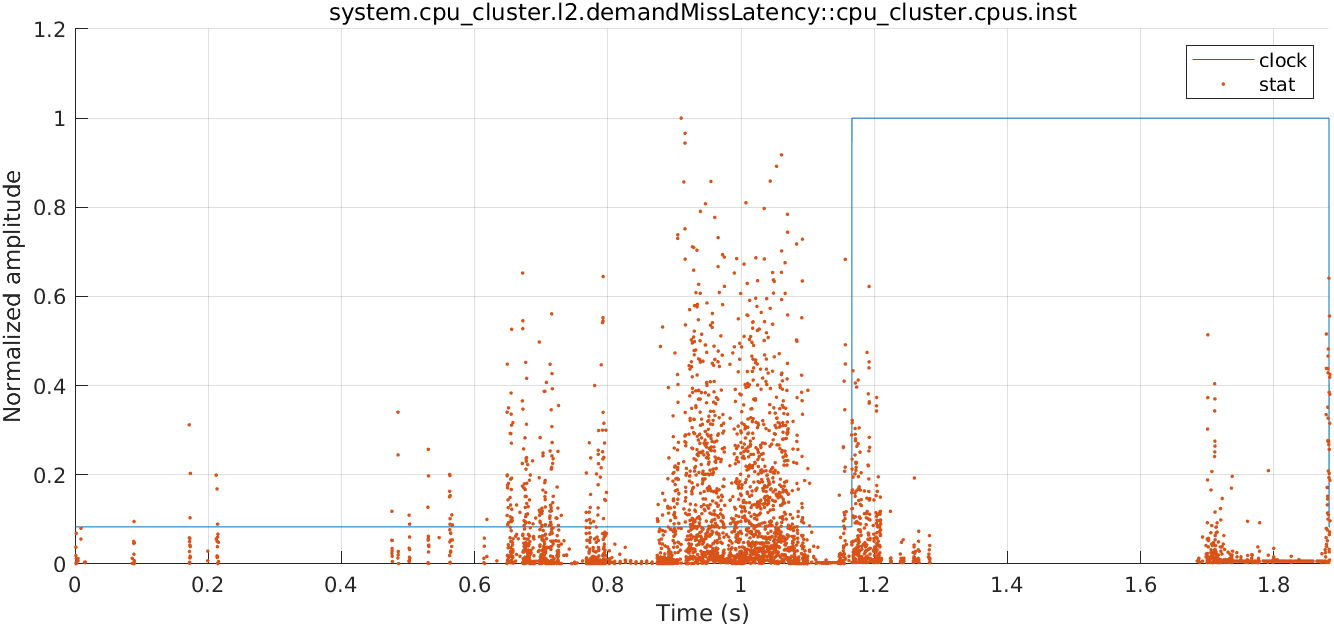 system.cpu_cluster.l2.demandMissLatency::cpu_cluster.cpus.inst
1.2
1
0.8
0.6
0.4
0.2
0
Normalized amplitude
clock
stat
0 0.2 0.4 0.6 0.8 1 1.2 1.4 1.6 1.8
Time (s)